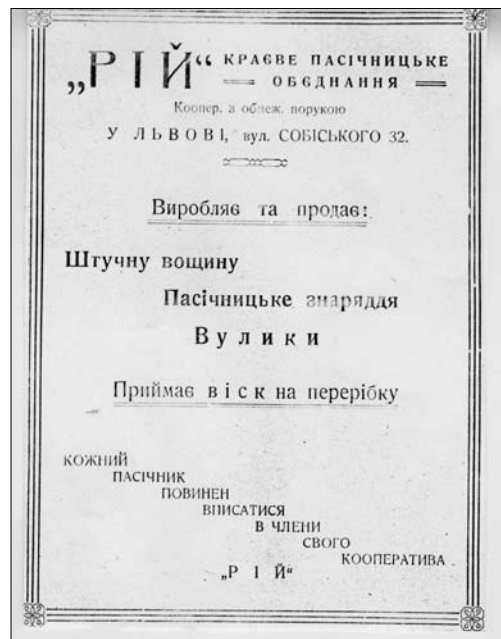 „РІЙ“ КРАЄВЕ ПАСІЧНИЦЬКЕ
ОБЄДНАННЯ
Коопер. з обмеж. порукою
У ЛЬВОВІ, вул. СОБІСЬКОГО 32.
Виробляє та продає:
Штучну вощину
Пасічницьке знаряддя
Вулики
Приймає віск на перерібку
КОЖНИЙ
ПАСІЧНИК
ПОВИНЕН
ВПИСАТИСЯ
В ЧЛЕНИ
СВОГО
КООПЕРАТИВА
„РІЙ“